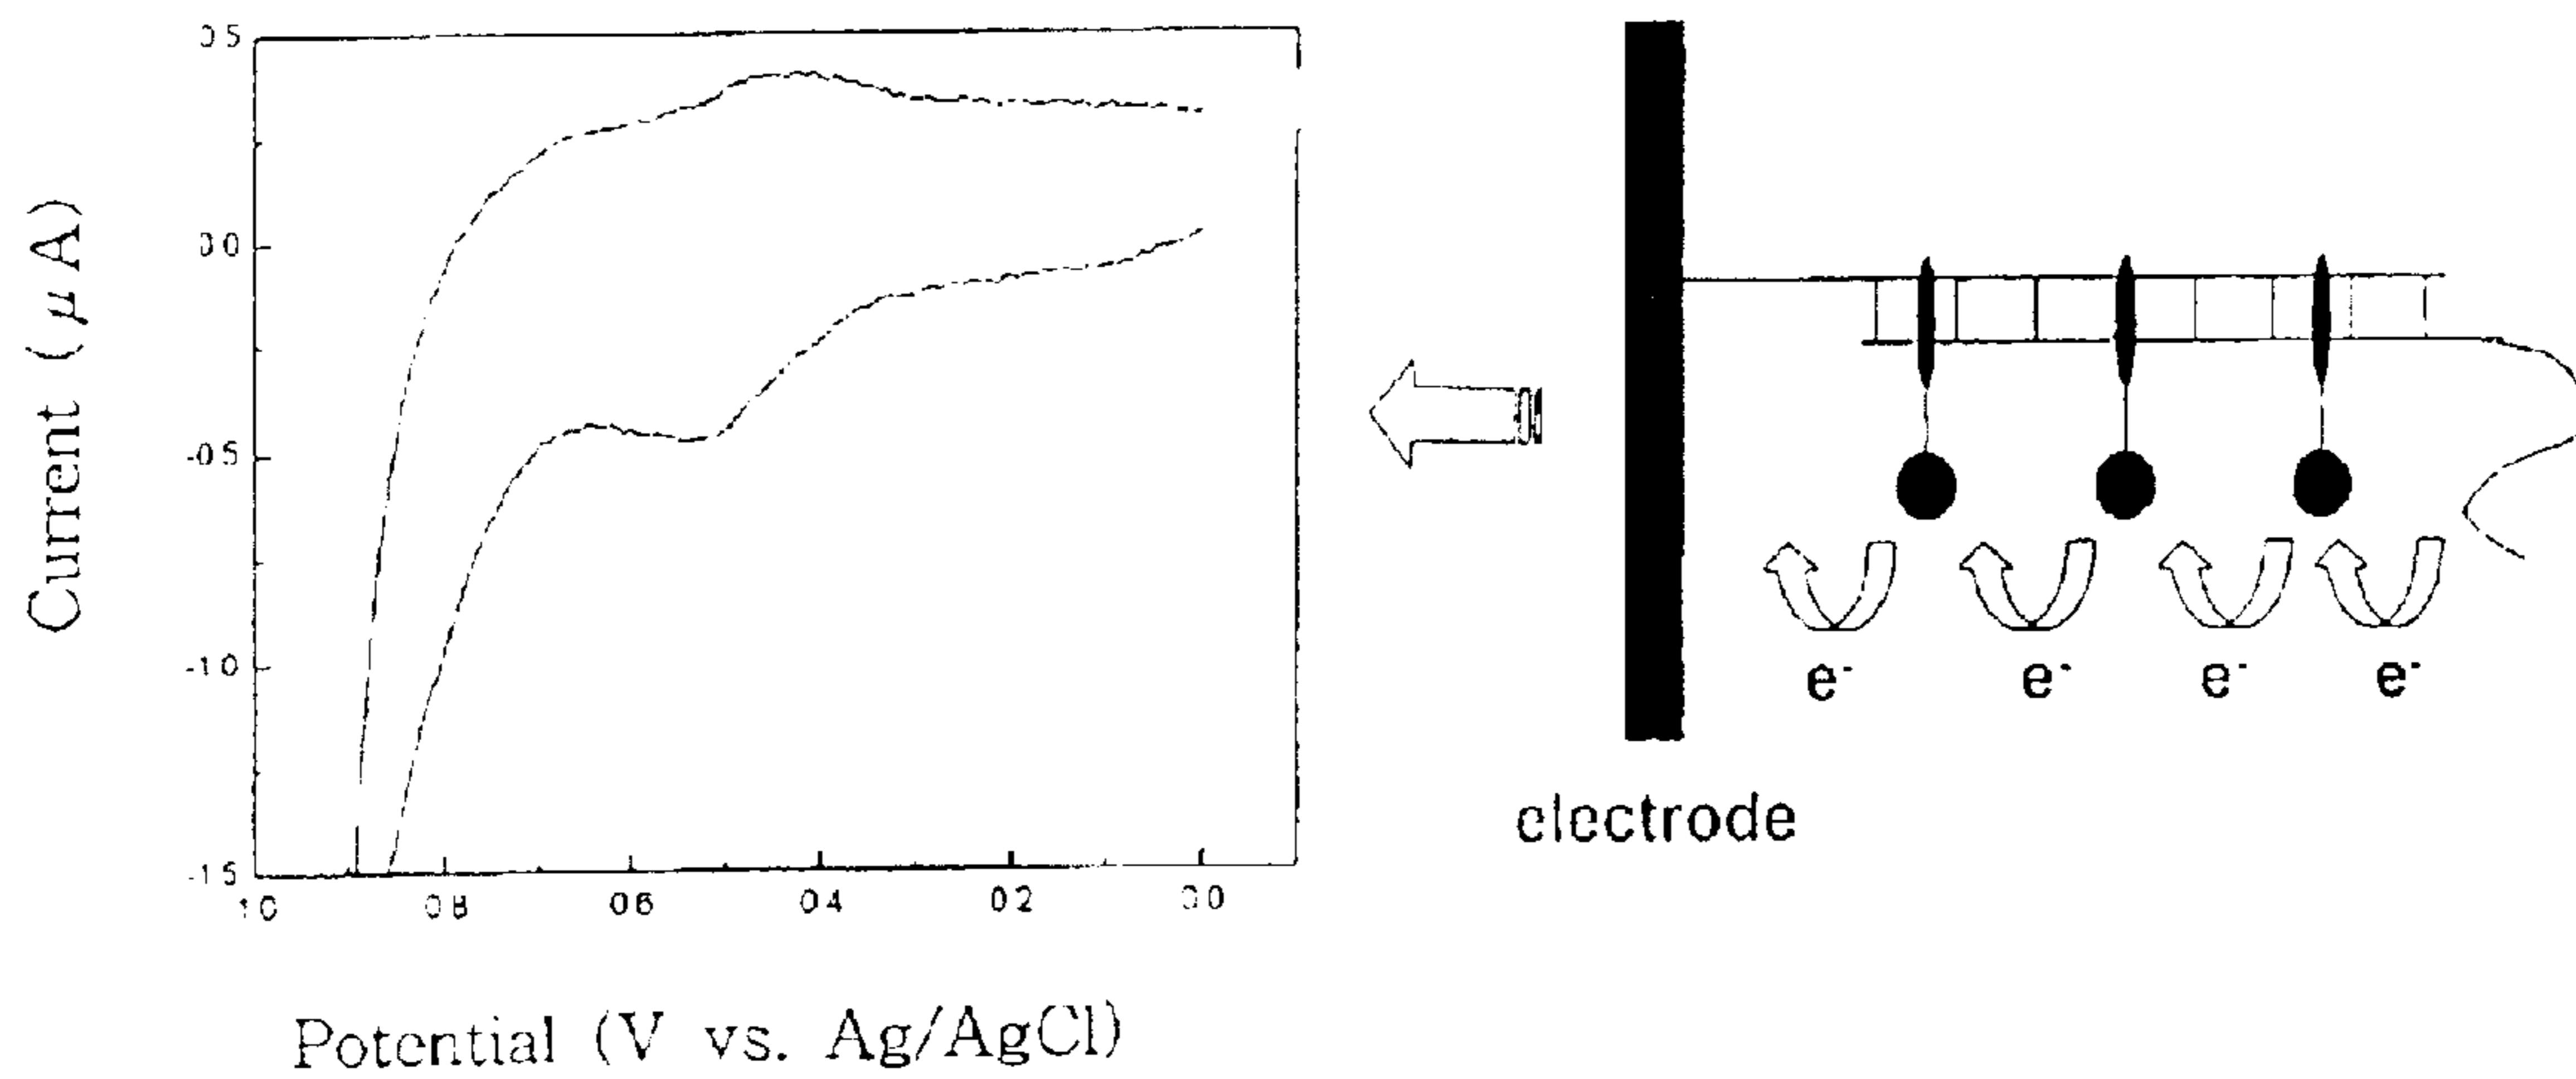 0.5
0.0
-0.5
-1.0
-1.5
Current ( μ A)
1.0 0.8 0.6 0.4 0.2 0.0
Potential (V vs. Ag/AgCl)
e⁻ e⁻ e⁻ e⁻
electrode